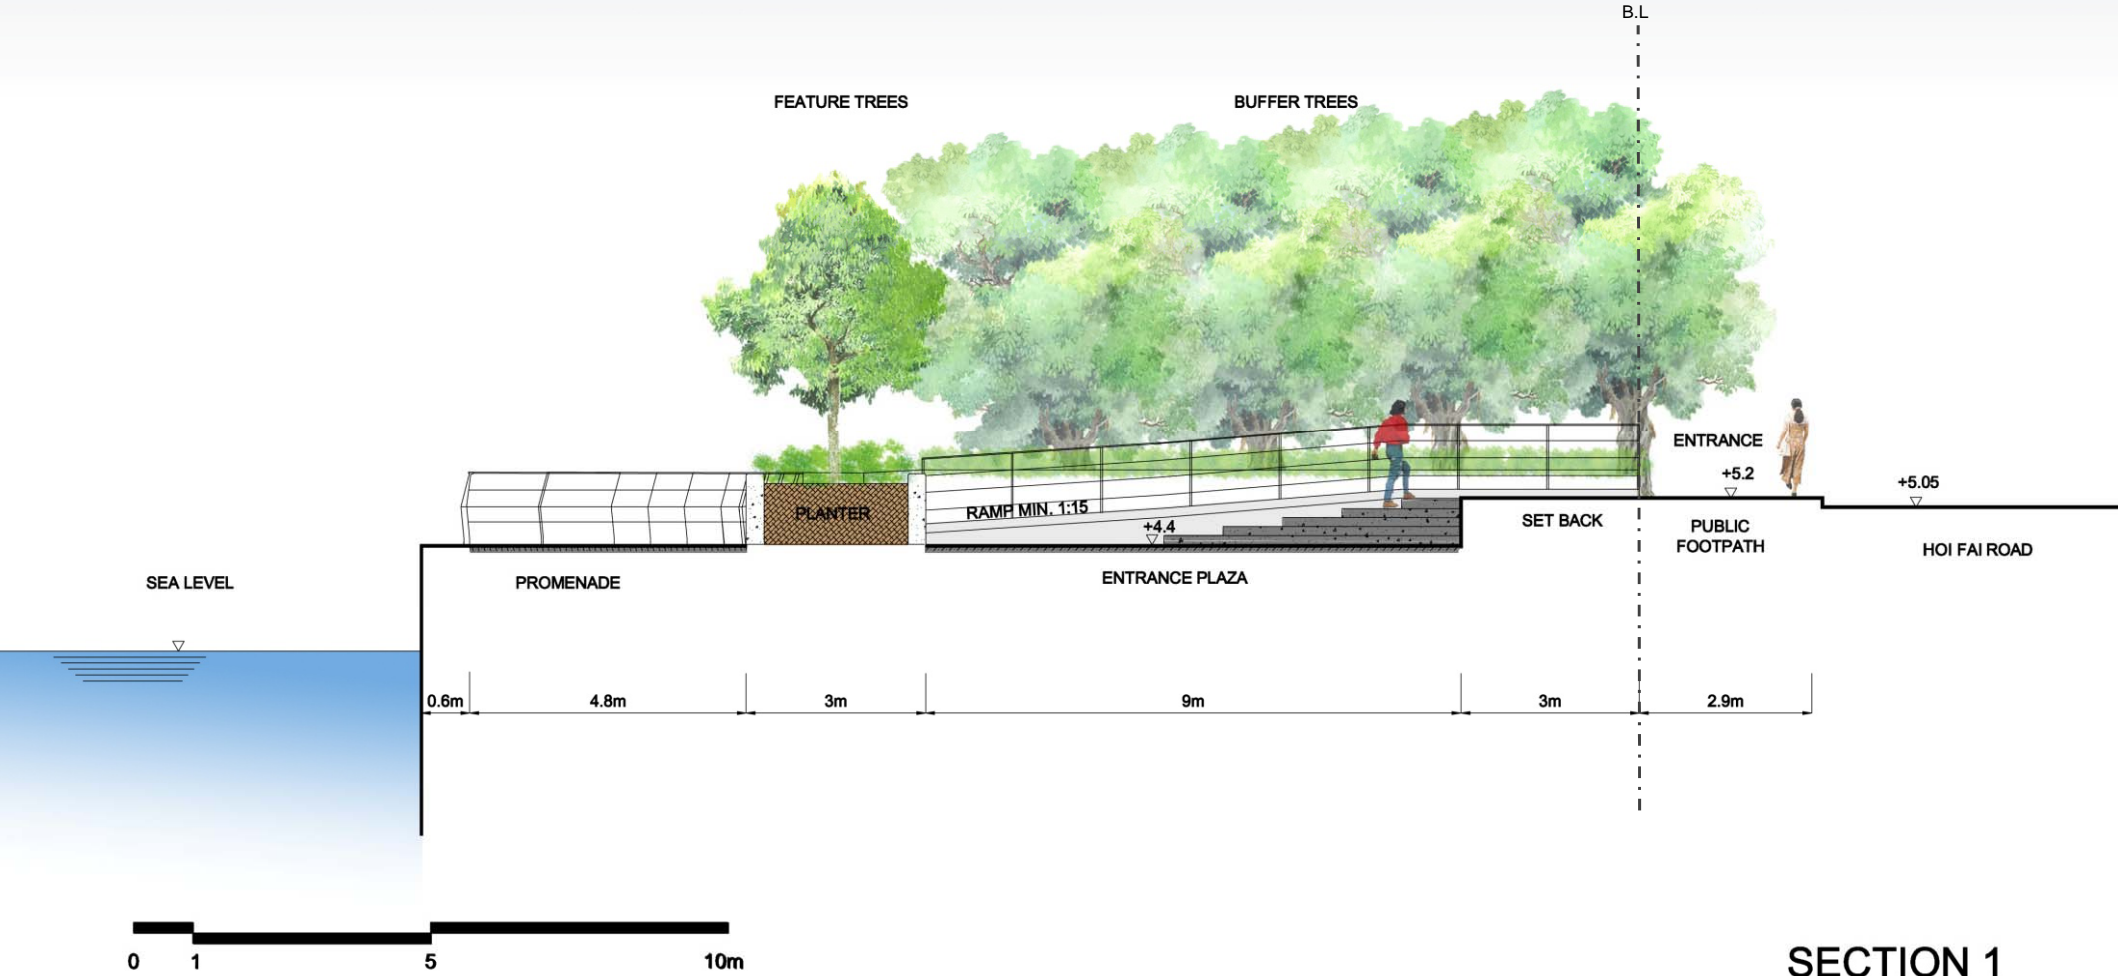 B.L
FEATURE TREES
BUFFER TREES
ENTRANCE
+5.2
+5.05
PLANTER
RAMP MIN. 1:15
+4.4
SET BACK
PUBLIC
FOOTPATH
HOI FAI ROAD
SEA LEVEL
PROMENADE
ENTRANCE PLAZA
0.6m
4.8m
3m
9m
3m
2.9m
0
1
5
10m
SECTION 1